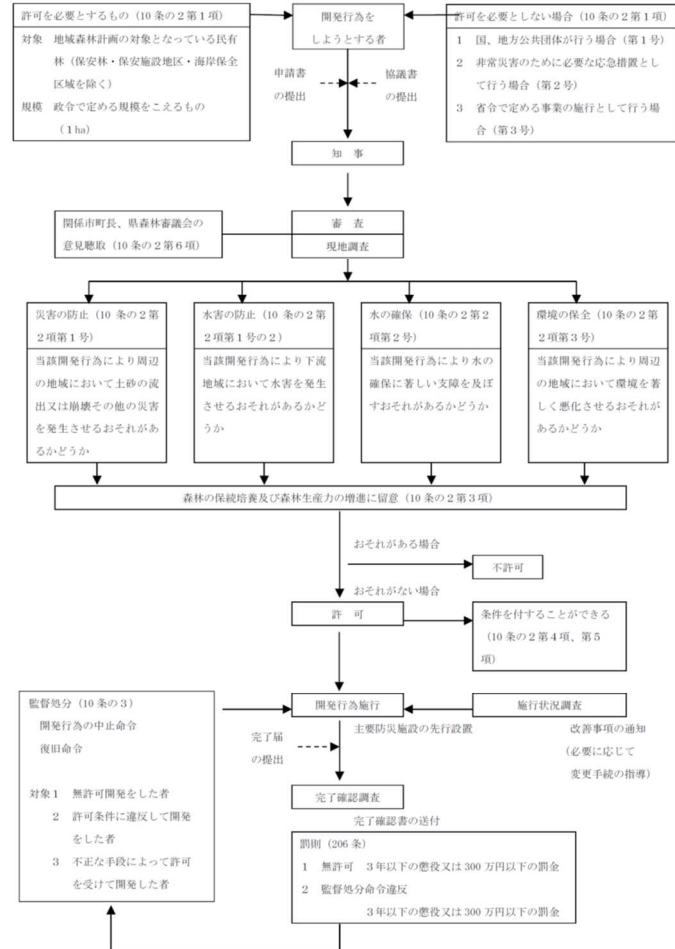 許可を必要とするもの（10 条の２第１項）
対象　地域森林計画の対象となっている民有
林（保安林・保安施設地区・海岸保全
区域を除く）
規模　政令で定める規模をこえるもの
（１ha）
開発行為を
しようとする者
許可を必要としない場合（10 条の２第１項）
１　国、地方公共団体が行う場合（第１号）
２　非常災害のために必要な応急措置とし
て行う場合（第２号）
３　省令で定める事業の施行として行う場
合（第３号）
申請書
の提出
協議書
の提出
知　事
関係市町長、県森林審議会の
意見聴取（10 条の２第６項）
審　査
現地調査
災害の防止（10 条の２第
２項第１号）
当該開発行為により周辺
の地域において土砂の流
出又は崩壊その他の災害
を発生させるおそれがあ
るかどうか
水害の防止（10 条の２第
２項第１号の２）
当該開発行為により下流
地域において水害を発生
させるおそれがあるかど
うか
水の確保（10 条の２第２
項第２号）
当該開発行為により水の
確保に著しい支障を及ぼ
すおそれがあるかどうか
環境の保全（10 条の２第
２項第３号）
当該開発行為により周辺
の地域において環境を著
しく悪化させるおそれが
あるかどうか
森林の保続培養及び森林生産力の増進に留意（10 条の２第３項）
おそれがある場合
不許可
おそれがない場合
許　可
条件を付することができる
（10 条の２第４項、第５
項）
監督処分（10 条の３）
開発行為の中止命令
復旧命令
対象１　無許可開発をした者
２　許可条件に違反して開発
をした者
３　不正な手段によって許可
を受けて開発した者
開発行為施行
施行状況調査
主要防災施設の先行設置
改善事項の通知
（必要に応じて
変更手続の指導）
完了届
の提出
完了確認調査
完了確認書の送付
罰則（206 条）
１　無許可　３年以下の懲役又は 300 万円以下の罰金
２　監督処分命令違反
３年以下の懲役又は 300 万円以下の罰金